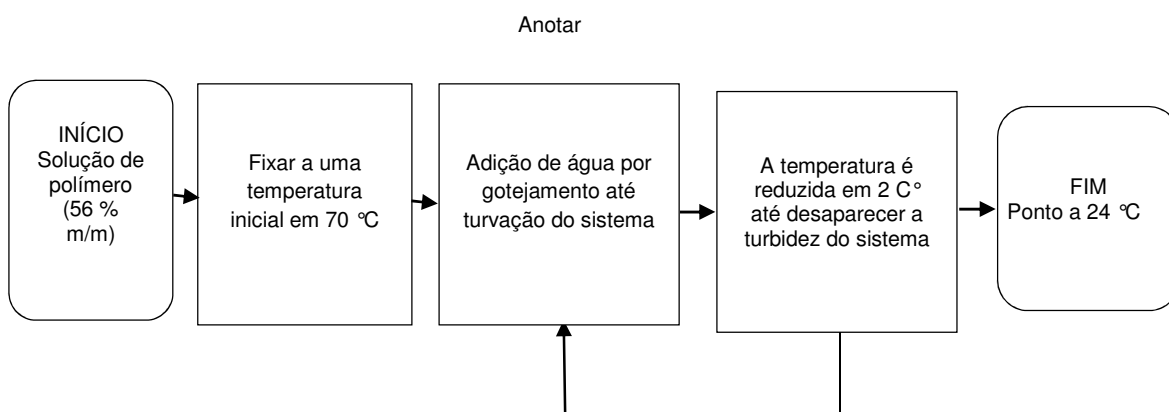 Anotar
INÍCIO
Solução de
polímero
(56 %
m/m)
Fixar a uma
temperatura
inicial em 70 °C
Adição de água por
gotejamento até
turvação do sistema
A temperatura é
reduzida em 2 C°
até desaparecer a
turbidez do sistema
FIM
Ponto a 24 °C